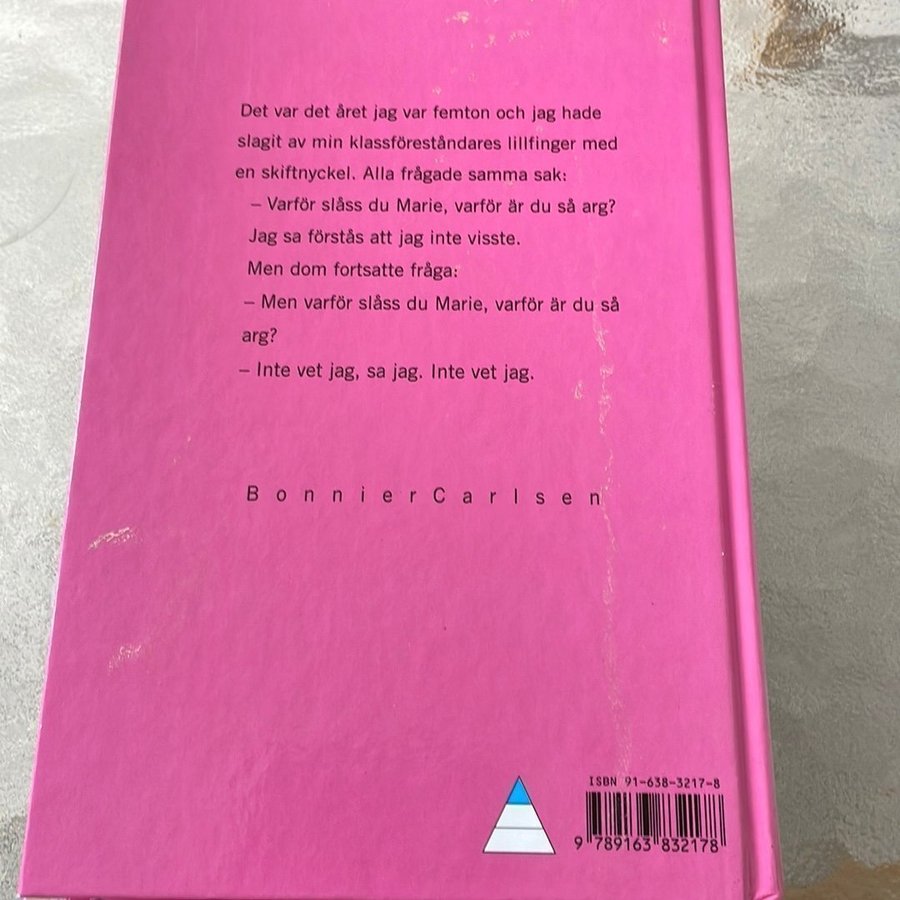 Det var det året jag var femton och jag hade
slagit av min klassföreståndares lillfinger med
en skiftnyckel. Alla frågade samma sak:
– Varför slåss du Marie, varför är du så arg?
Jag sa förstås att jag inte visste.
Men dom fortsatte fråga:
– Men varför slåss du Marie, varför är du så
arg?
– Inte vet jag, sa jag. Inte vet jag.
BonnierCarlsen
ISBN 91-638-3217-8
9 789163 832178